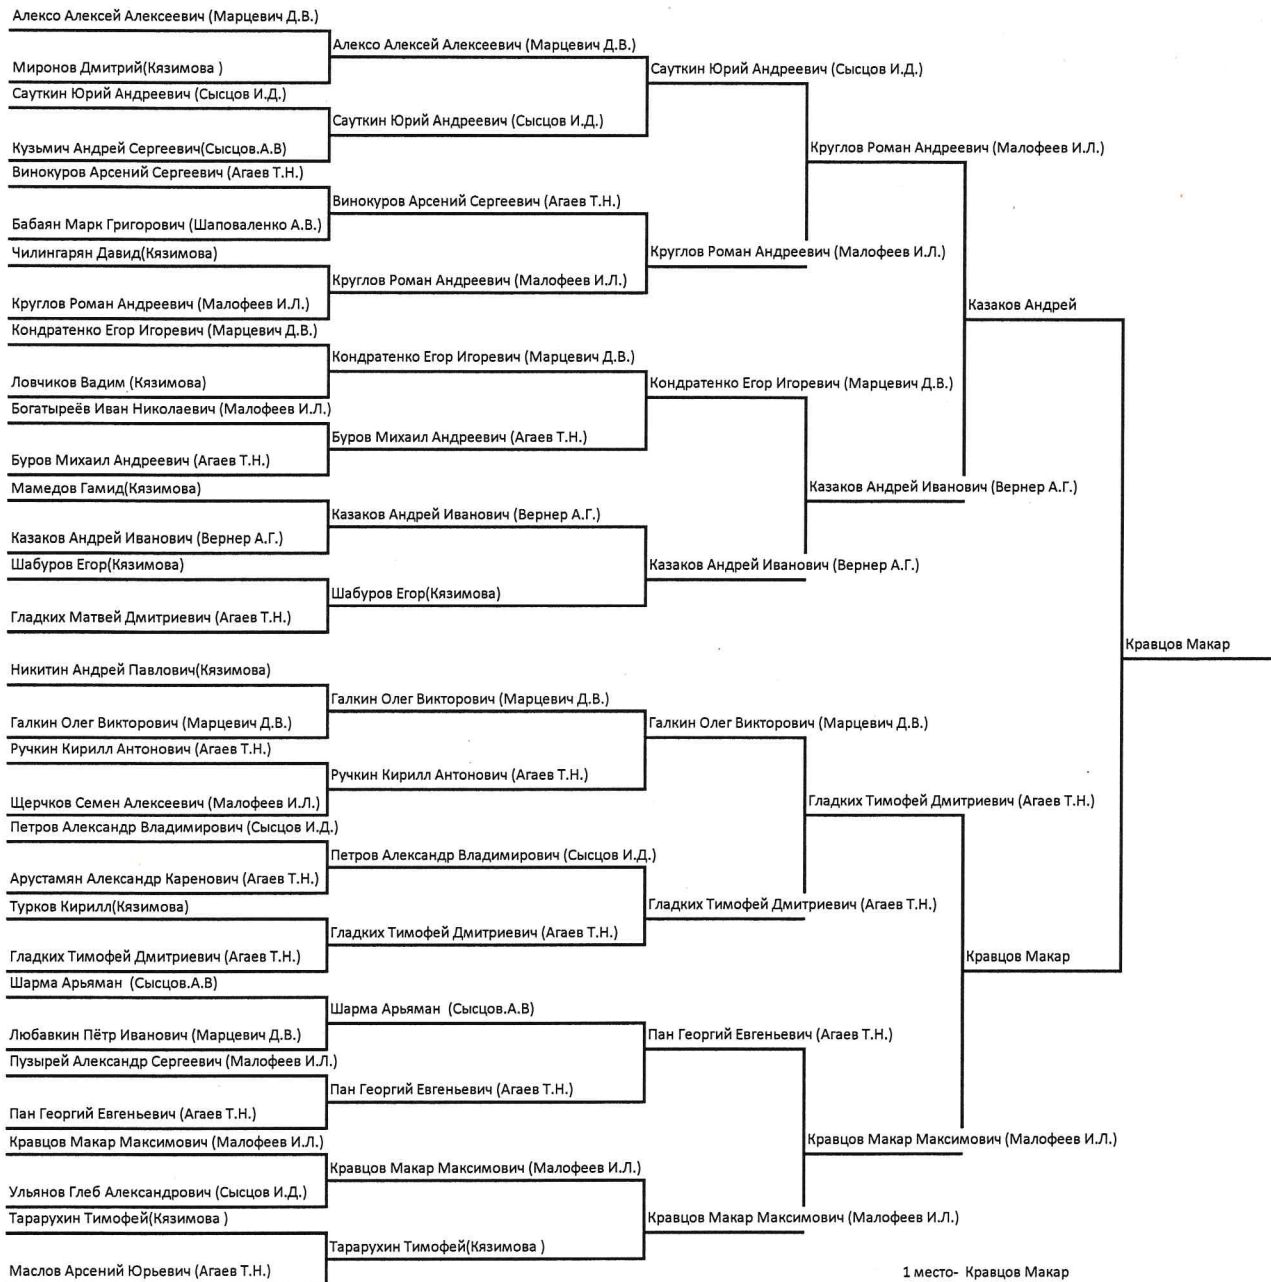 Алексо Алексей Алексеевич (Марцевич Д.В.)
Алексо Алексей Алексеевич (Марцевич Д.В.)
Миронов Дмитрий(Кязимова )
Сауткин Юрий Андреевич (Сысцов И.Д.)
Сауткин Юрий Андреевич (Сысцов И.Д.)
Сауткин Юрий Андреевич (Сысцов И.Д.)
Кузьмич Андрей Сергеевич(Сысцов.А.В)
Круглов Роман Андреевич (Малофеев И.Л.)
Винокуров Арсений Сергеевич (Агаев Т.Н.)
Винокуров Арсений Сергеевич (Агаев Т.Н.)
Бабаян Марк Григорович (Шаповаленко А.В.)
Чилингарян Давид(Кязимова)
Круглов Роман Андреевич (Малофеев И.Л.)
Круглов Роман Андреевич (Малофеев И.Л.)
Круглов Роман Андреевич (Малофеев И.Л.)
Казаков Андрей
Кондратенко Егор Игоревич (Марцевич Д.В.)
Кондратенко Егор Игоревич (Марцевич Д.В.)
Ловчиков Вадим (Кязимова)
Кондратенко Егор Игоревич (Марцевич Д.В.)
Богатыреёв Иван Николаевич (Малофеев И.Л.)
Буров Михаил Андреевич (Агаев Т.Н.)
Буров Михаил Андреевич (Агаев Т.Н.)
Мамедов Гамид(Кязимова)
Казаков Андрей Иванович (Вернер А.Г.)
Казаков Андрей Иванович (Вернер А.Г.)
Казаков Андрей Иванович (Вернер А.Г.)
Шабуров Егор(Кязимова)
Казаков Андрей Иванович (Вернер А.Г.)
Шабуров Егор(Кязимова)
Гладких Матвей Дмитриевич (Агаев Т.Н.)
Кравцов Макар
Никитин Андрей Павлович(Кязимова)
Галкин Олег Викторович (Марцевич Д.В.)
Галкин Олег Викторович (Марцевич Д.В.)
Галкин Олег Викторович (Марцевич Д.В.)
Ручкин Кирилл Антонович (Агаев Т.Н.)
Ручкин Кирилл Антонович (Агаев Т.Н.)
Щерчков Семен Алексеевич (Малофеев И.Л.)
Гладких Тимофей Дмитриевич (Агаев Т.Н.)
Петров Александр Владимирович (Сысцов И.Д.)
Петров Александр Владимирович (Сысцов И.Д.)
Арустамян Александр Каренович (Агаев Т.Н.)
Турков Кирилл(Кязимова)
Гладких Тимофей Дмитриевич (Агаев Т.Н.)
Гладких Тимофей Дмитриевич (Агаев Т.Н.)
Гладких Тимофей Дмитриевич (Агаев Т.Н.)
Кравцов Макар
Шарма Арьяман  (Сысцов.А.В)
Шарма Арьяман  (Сысцов.А.В)
Любавкин Пётр Иванович (Марцевич Д.В.)
Пан Георгий Евгеньевич (Агаев Т.Н.)
Пузырей Александр Сергеевич (Малофеев И.Л.)
Пан Георгий Евгеньевич (Агаев Т.Н.)
Пан Георгий Евгеньевич (Агаев Т.Н.)
Кравцов Макар Максимович (Малофеев И.Л.)
Кравцов Макар Максимович (Малофеев И.Л.)
Кравцов Макар Максимович (Малофеев И.Л.)
Ульянов Глеб Александрович (Сысцов И.Д.)
Тарарухин Тимофей(Кязимова )
Кравцов Макар Максимович (Малофеев И.Л.)
Тарарухин Тимофей(Кязимова )
Маслов Арсений Юрьевич (Агаев Т.Н.)
1 место-  Кравцов Макар